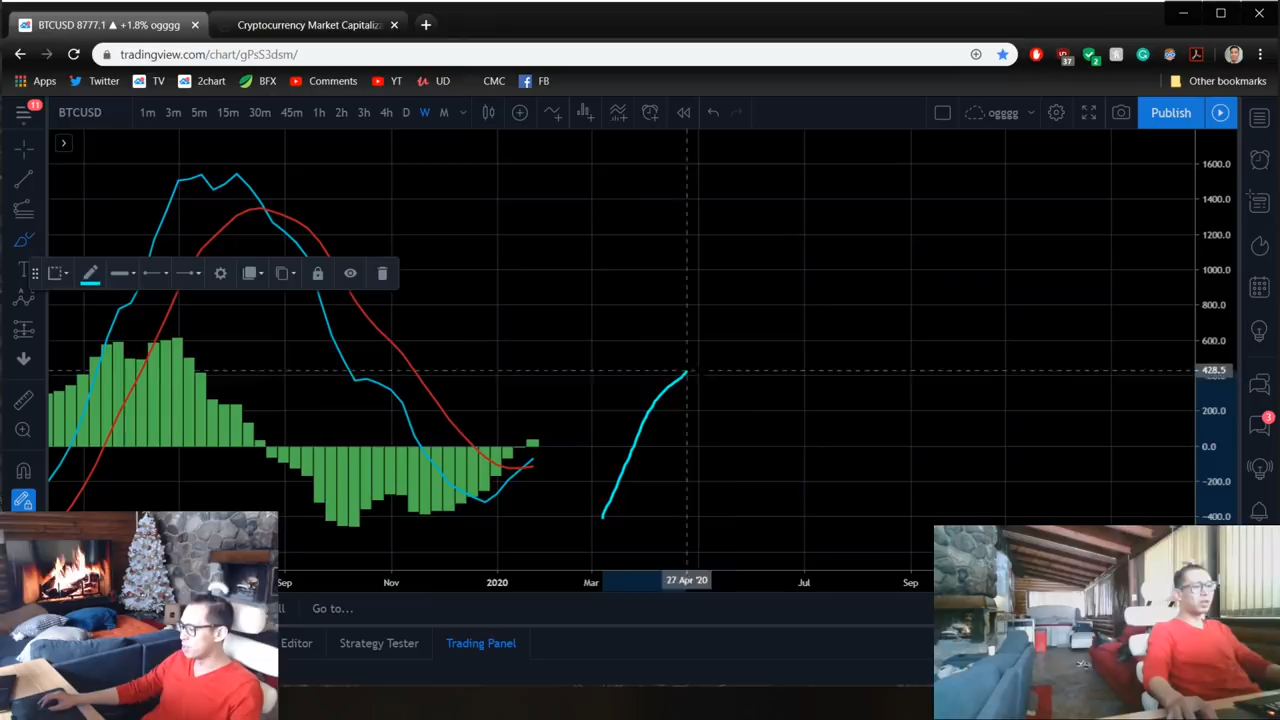 BTCUSD 8777.1 ▲ +1.8% ogggg
Cryptocurrency Market Capitaliz
tradingview.com/chart/gPsS3dsm/
37
2
Apps Twitter TV 2chart BFX Comments YT UD CMC FB Other bookmarks
11
BTCUSD 1m 3m 5m 15m 30m 45m 1h 2h 3h 4h D W M ogggg Publish
1600.0
1400.0
1200.0
1000.0
800.0
600.0
428.5
200.0
0.0
-200.0
-400.0
3
T
Sep Nov 2020 Mar 27 Apr '20 Jul Sep
Go to...
Editor Strategy Tester Trading Panel